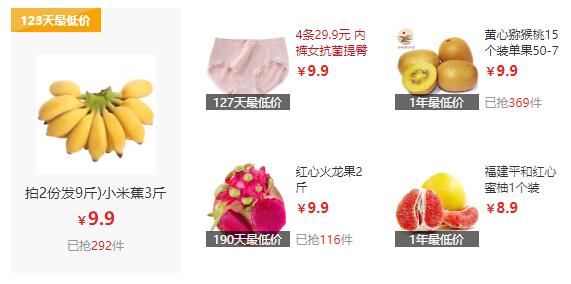 123天最低价
拍2份发9斤)小米蕉3斤
￥9.9
已抢292件
4条29.9元 内
裤女抗菌提臀
￥9.9
127天最低价
黄心猕猴桃15
个装单果50-7
￥9.9
已抢369件
1年最低价
红心火龙果2
斤
￥9.9
已抢116件
190天最低价
福建平和红心
蜜柚1个装
￥8.9
1年最低价